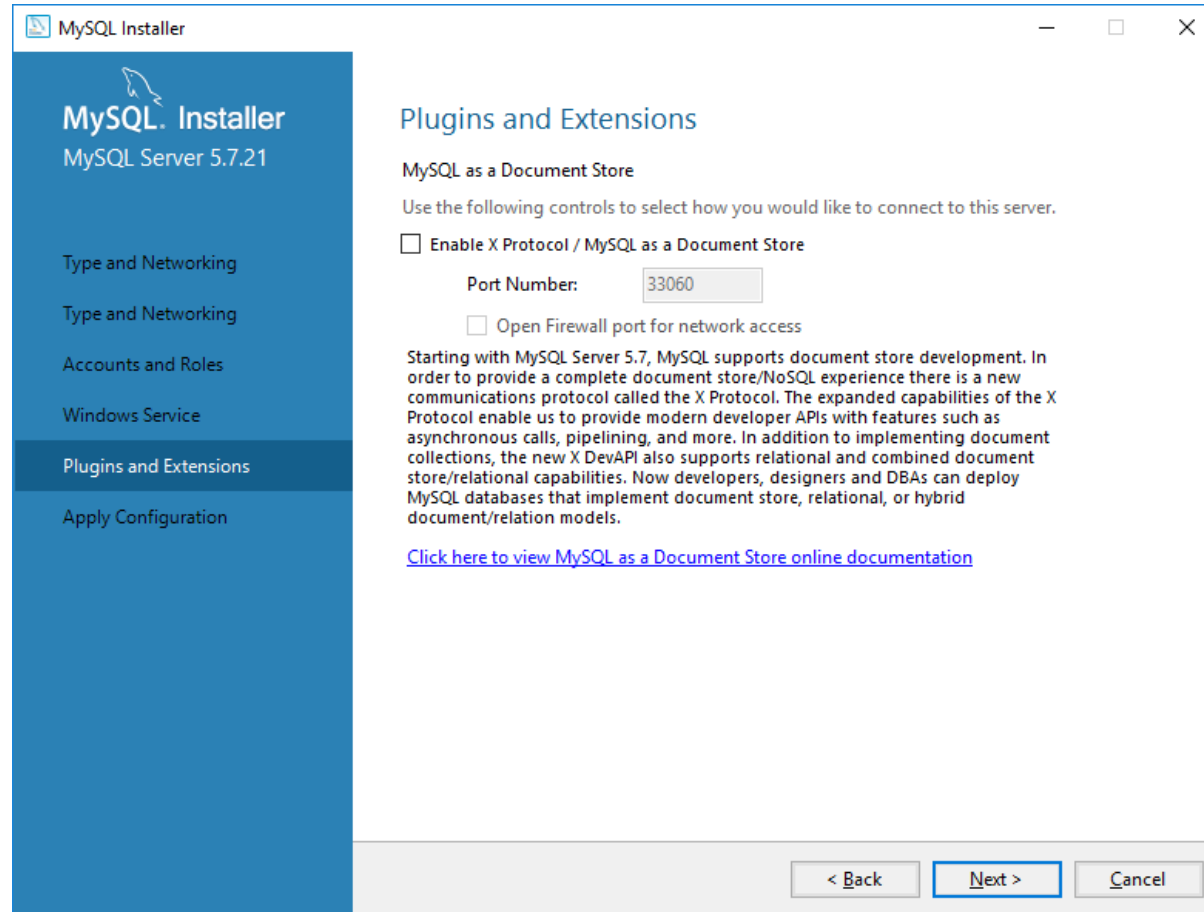 MySQL Installer
MySQL. Installer
MySQL Server 5.7.21
Type and Networking
Type and Networking
Accounts and Roles
Windows Service
Plugins and Extensions
Apply Configuration
Plugins and Extensions
MySQL as a Document Store
Use the following controls to select how you would like to connect to this server.
Enable X Protocol / MySQL as a Document Store
Port Number: 33060
Open Firewall port for network access
Starting with MySQL Server 5.7, MySQL supports document store development. In
order to provide a complete document store/NoSQL experience there is a new
communications protocol called the X Protocol. The expanded capabilities of the X
Protocol enable us to provide modern developer APIs with features such as
asynchronous calls, pipelining, and more. In addition to implementing document
collections, the new X DevAPI also supports relational and combined document
store/relational capabilities. Now developers, designers and DBAs can deploy
MySQL databases that implement document store, relational, or hybrid
document/relation models.
Click here to view MySQL as a Document Store online documentation
< Back Next > Cancel